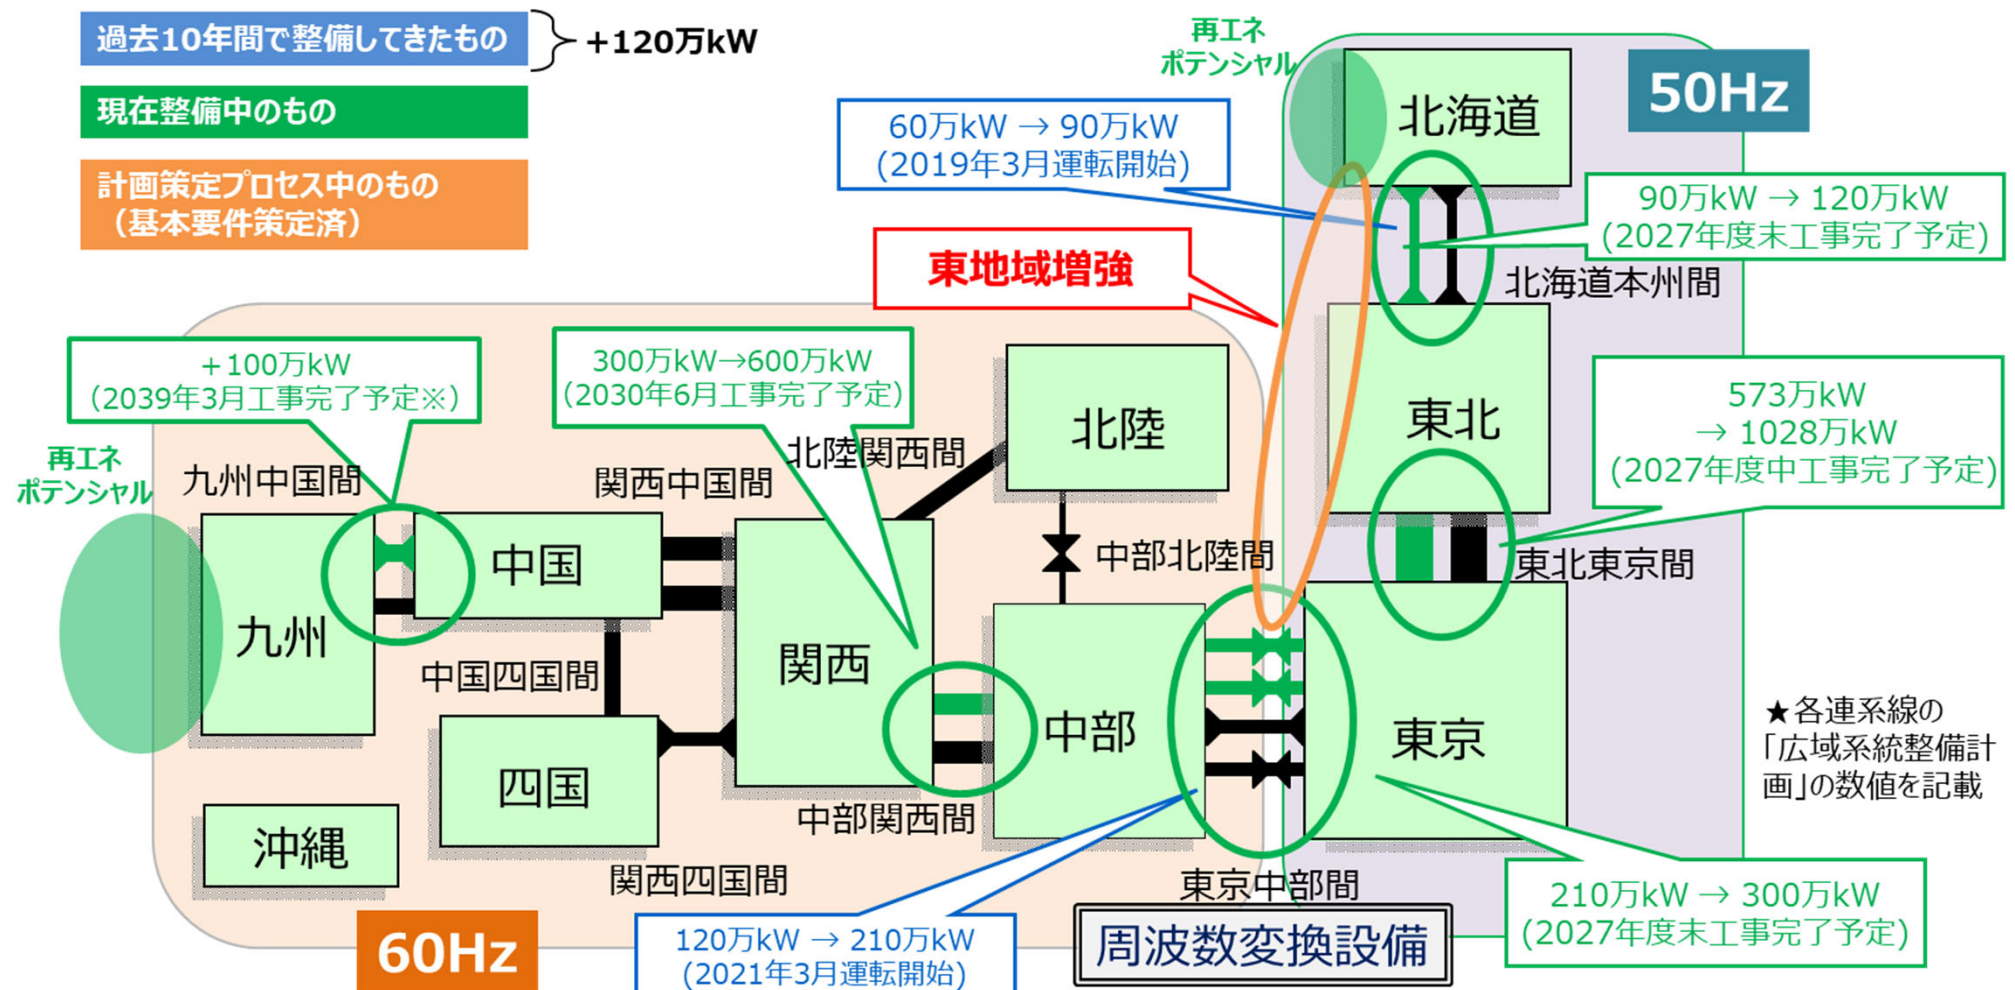 過去10年間で整備してきたもの
+120万kW
現在整備中のもの
計画策定プロセス中のもの
（基本要件策定済）
再エネ
ポテンシャル
北海道
50Hz
60万kW → 90万kW
(2019年3月運転開始)
90万kW → 120万kW
(2027年度末工事完了予定)
北海道本州間
東地域増強
+100万kW
（2039年3月工事完了予定※）
300万kW→600万kW
(2030年6月工事完了予定)
北陸
東北
573万kW
→ 1028万kW
(2027年度中工事完了予定)
再エネ
ポテンシャル
九州中国間
関西中国間
北陸関西間
中国
中部北陸間
東北東京間
九州
中国四国間
関西
中部
東京
★各連系線の
「広域系統整備計
画」の数値を記載
四国
沖縄
中部関西間
関西四国間
東京中部間
210万kW → 300万kW
(2027年度末工事完了予定)
60Hz
120万kW → 210万kW
(2021年3月運転開始)
周波数変換設備